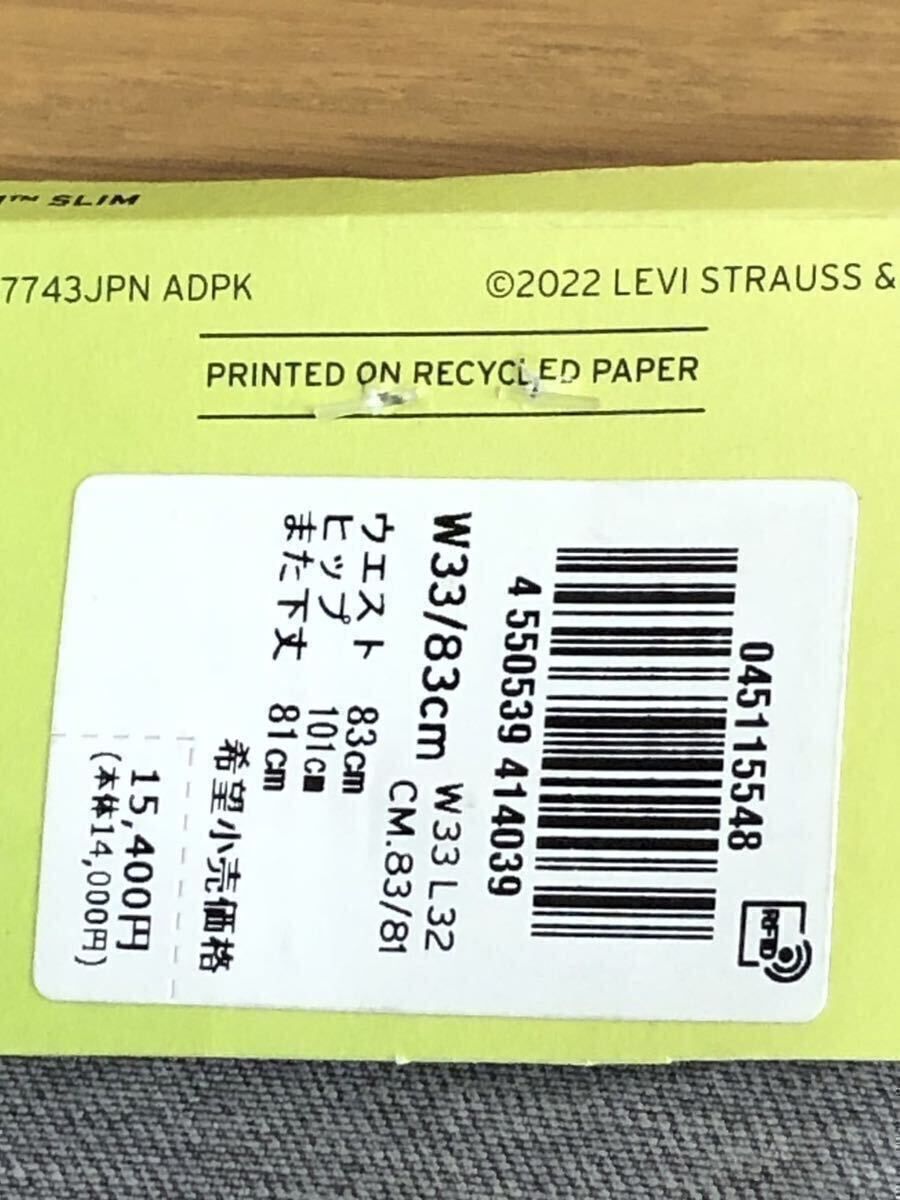 ™ SLIM
7743JPN ADPK
©2022 LEVI STRAUSS &
PRINTED ON RECYCLED PAPER
045115548
4 550539 414039
RFID
W33/83cm W33 L32
CM.83/81
ウエスト 83cm
ヒップ 101cm
また下丈 81cm
希望小売価格
15,400円
(本体14,000円)